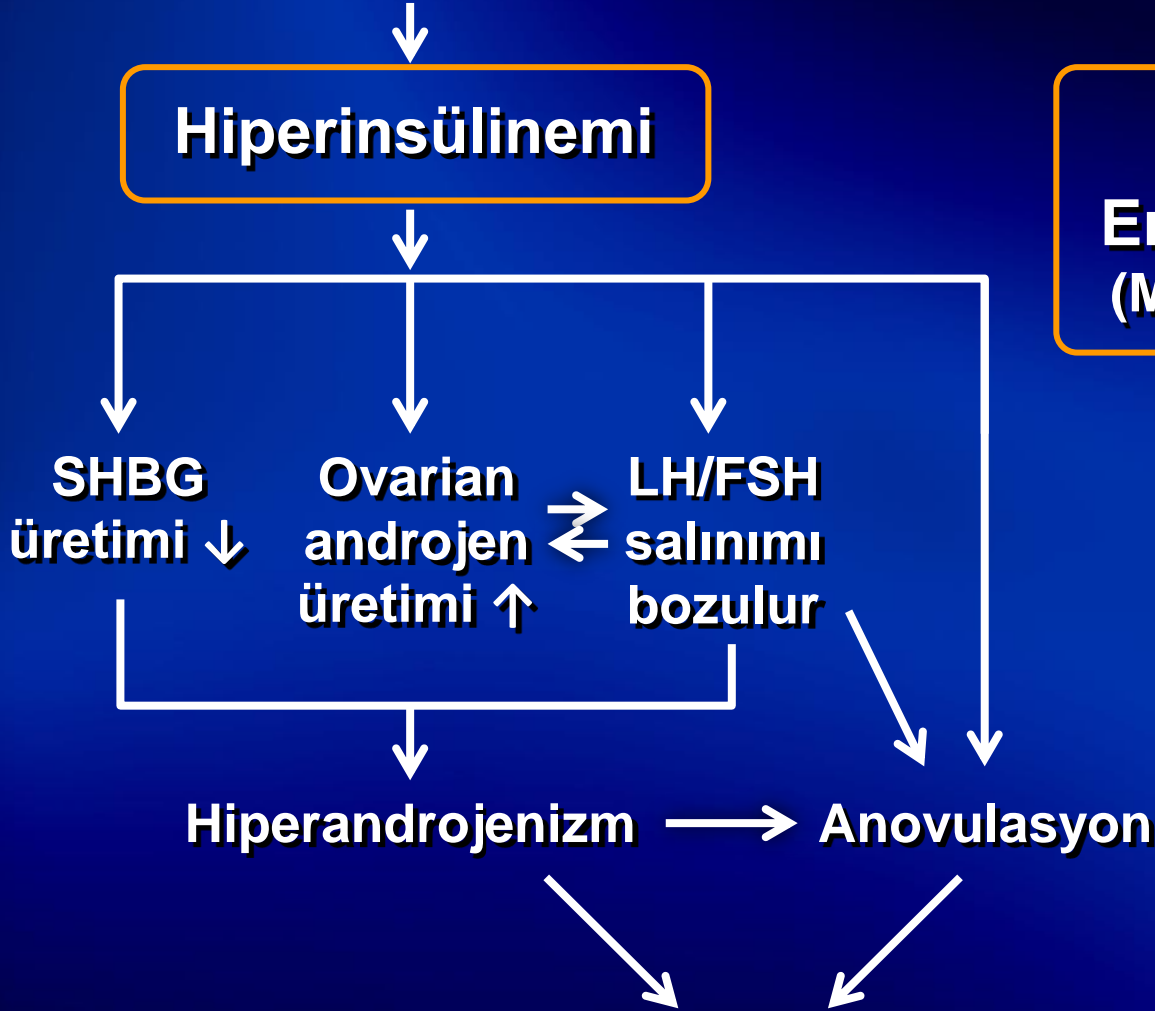 Hiperinsülinemi
SHBG
üretimi ↓
Ovarian
androjen
üretimi ↑
LH/FSH
salınımı
bozulur
Hiperandrojenizm
Anovulasyon